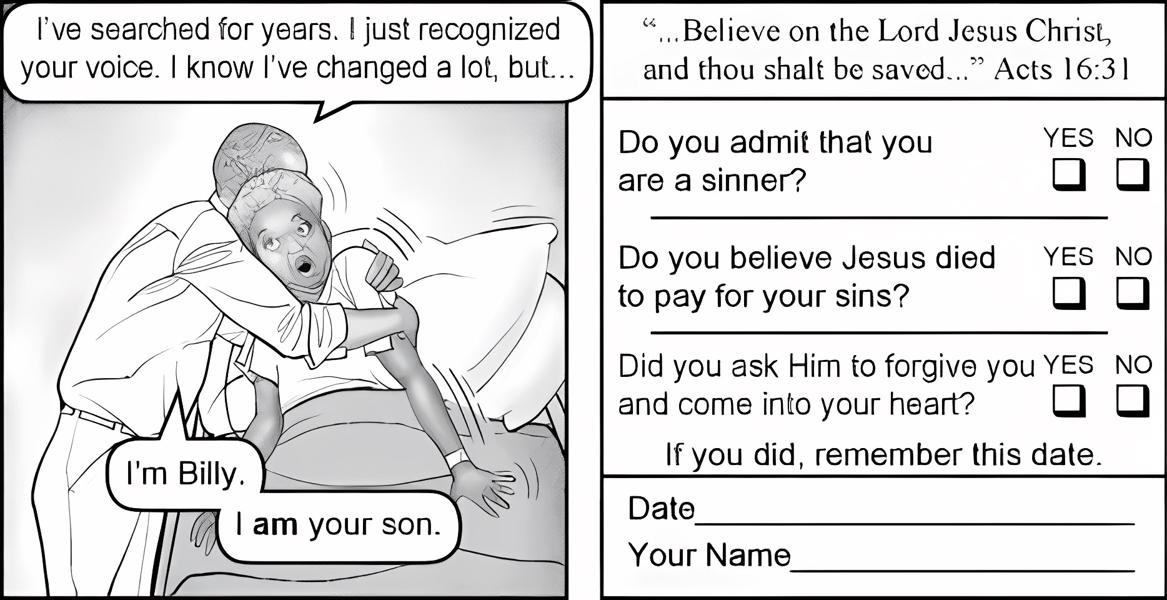 I've searched for years. I just recognized
your voice. I know I've changed a lot, but...
I'm Billy.
I am your son.
“...Believe on the Lord Jesus Christ,
and thou shalt be saved...” Acts 16:31
Do you admit that you
are a sinner?
YES NO
Do you believe Jesus died
to pay for your sins?
YES NO
Did you ask Him to forgive you
and come into your heart?
YES NO
If you did, remember this date.
Date
Your Name